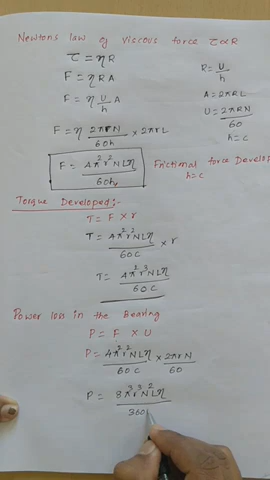 Newtons law of viscous force τ∝R
τ = ηR
F = ηRA
F = η U/h A
R = U/h
A = 2πRL
U = 2πRN/60
h = c
F = η 2πrN/60h × 2πrL
F = 4π²r²NLη/60h
Frictional force Develop
h=c
Torque Developed:-
T = F × r
T = 4π²r²NLη/60C × r
T = 4π²r³NLη/60C
Power loss in the Bearing
P = F × U
P = 4π²r²NLη/60C × 2πrN/60
P = 8π³r³N²Lη/360